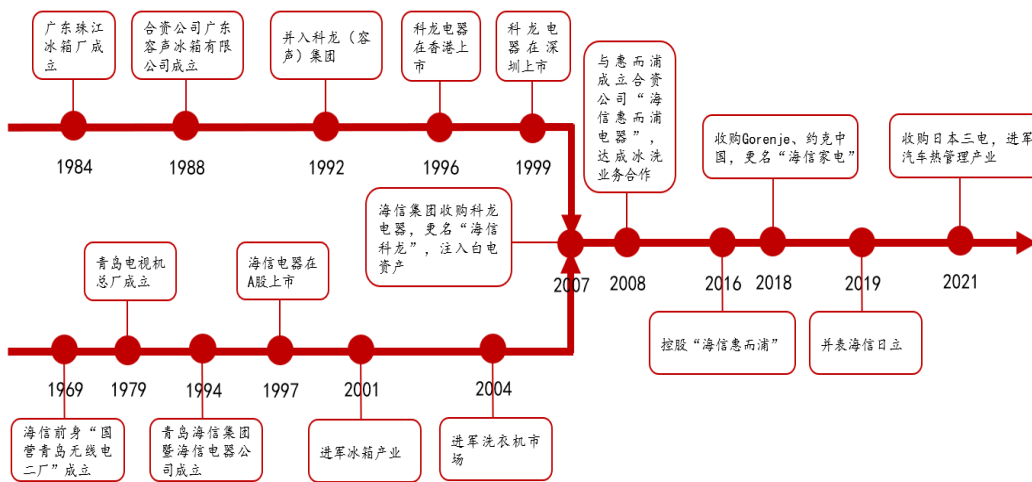 广东珠江
冰箱厂成
立
合资公司广东
容声冰箱有限
公司成立
并入科龙（容
声）集团
科龙电器
在香港上
市
科龙电
器在深
圳上市
1984
1988
1992
1996
1999
海信集团收购科龙
电器，更名“海信
科龙”，注入白电
资产
与惠而浦
成立合资
公司“海
信惠而浦
电器”，
达成冰洗
业务合作
收购Gorenje、约克中
国，更名“海信家电”
收购日本三电，进军
汽车热管理产业
2007
2008
2016
2018
2019
2021
控股“海信惠而浦”
并表海信日立
青岛电视机
总厂成立
海信电器在
A股上市
1969
1979
1994
1997
2001
2004
海信前身“国
营青岛无线电
二厂”成立
青岛海信集团
暨海信电器公
司成立
进军冰箱产业
进军洗衣机市
场